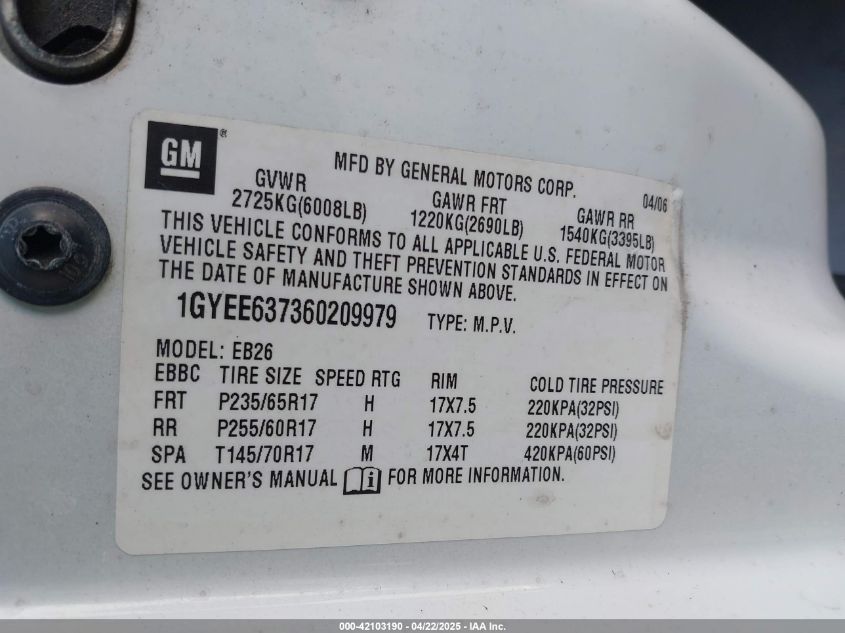 GM®
MFD BY GENERAL MOTORS CORP. 04/06
GVWR GAWR FRT GAWR RR
2725KG(6008LB) 1220KG(2690LB) 1540KG(3395LB)
THIS VEHICLE CONFORMS TO ALL APPLICABLE U.S. FEDERAL MOTOR
VEHICLE SAFETY AND THEFT PREVENTION STANDARDS IN EFFECT ON
THE DATE OF MANUFACTURE SHOWN ABOVE.
1GYEE637360209979 TYPE: M.P.V.
MODEL: EB26
EBBC TIRE SIZE SPEED RTG RIM COLD TIRE PRESSURE
FRT P235/65R17 H 17X7.5 220KPA(32PSI)
RR P255/60R17 H 17X7.5 220KPA(32PSI)
SPA T145/70R17 M 17X4T 420KPA(60PSI)
SEE OWNER'S MANUAL i FOR MORE INFORMATION.
000-42103190 - 04/22/2025 - IAA Inc.